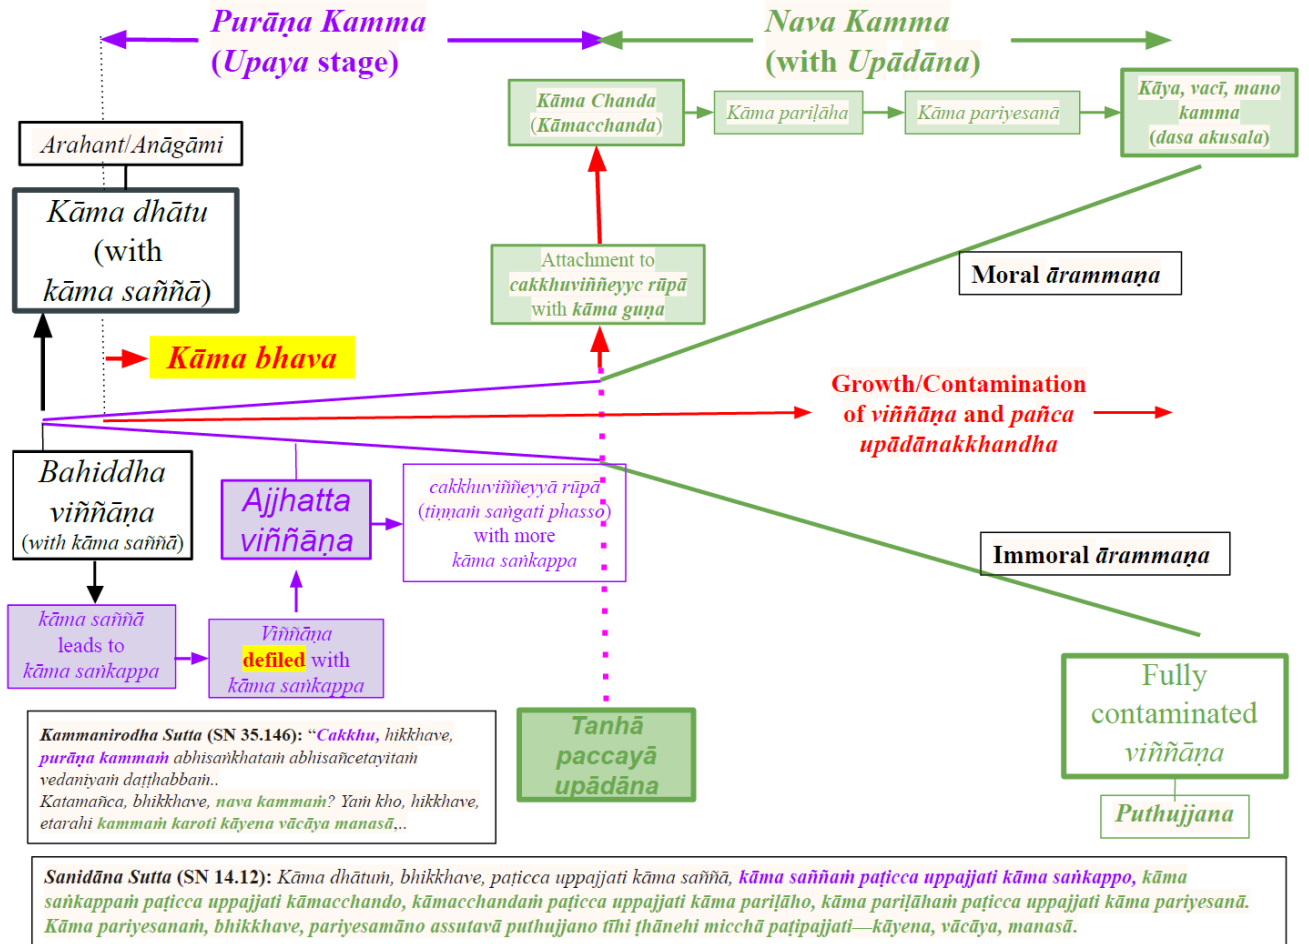 Purāṇa Kamma
(Upaya stage)
Nava Kamma
(with Upādāna)
Kāma Chanda
(Kāmacchanda)
Kāma pariḷāha
Kāma pariyesanā
Kāya, vacī, mano
kamma
(dasa akusala)
Arahant/Anāgāmi
Kāma dhātu
(with
kāma saññā)
Attachment to
cakkhuviññeyyc rūpā
with kāma guṇa
Moral ārammaṇa
Kāma bhava
Growth/Contamination
of viññāṇa and pañca
upādānakkhandha
Bahiddha
viññāṇa
(with kāma saññā)
Ajjhatta
viññāṇa
cakkhuviññeyyā rūpā
(tiṇṇaṁ saṅgati phasso)
with more
kāma saṅkappa
Immoral ārammaṇa
kāma saññā
leads to
kāma saṅkappa
Viññāṇa
defiled with
kāma saṅkappa
Tanhā
paccayā
upādāna
Fully
contaminated
viññāṇa
Puthujjana
Kammanirodha Sutta (SN 35.146): “Cakkhu, hikkhave,
purāṇa kammaṁ abhisaṅkhataṁ abhisañcetayitaṁ
vedaniyaṁ daṭṭhabbaṁ..
Katamañca, bhikkhave, nava kammaṁ? Yaṁ kho, hikkhave,
etarahi kammaṁ karoti kāyena vācāya manasā,..
Sanidāna Sutta (SN 14.12): Kāma dhātuṁ, bhikkhave, paṭicca uppajjati kāma saññā, kāma saññaṁ paṭicca uppajjati kāma saṅkappo, kāma
saṅkappaṁ paṭicca uppajjati kāmacchando, kāmacchandaṁ paṭicca uppajjati kāma pariḷāho, kāma pariḷāhaṁ paṭicca uppajjati kāma pariyesanā.
Kāma pariyesanaṁ, bhikkhave, pariyesamāno assutavā puthujjano tīhi ṭhānehi micchā paṭipajjati—kāyena, vācāya, manasā.